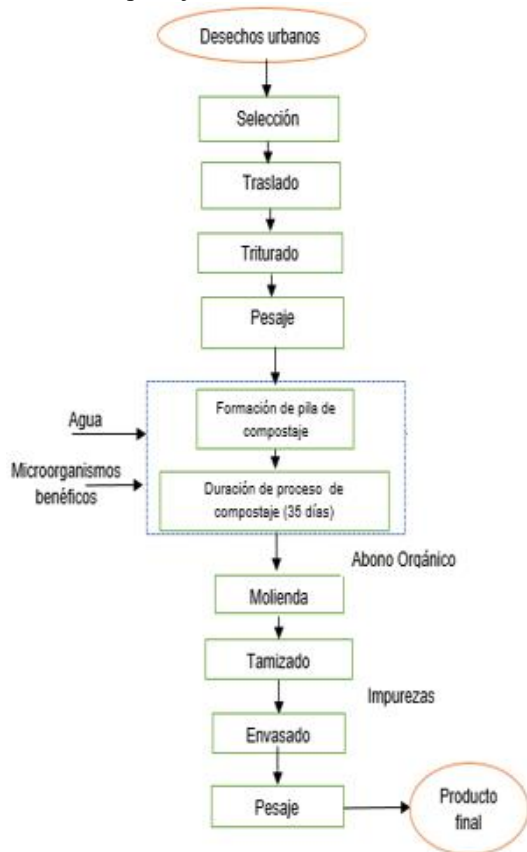 Desechos urbanos
Selección
Traslado
Triturado
Pesaje
Formación de pila de
compostaje
Agua
Microorganismos
benéficos
Duración de proceso de
compostaje (35 días)
Abono Orgánico
Molienda
Tamizado
Impurezas
Envasado
Pesaje
Producto
final